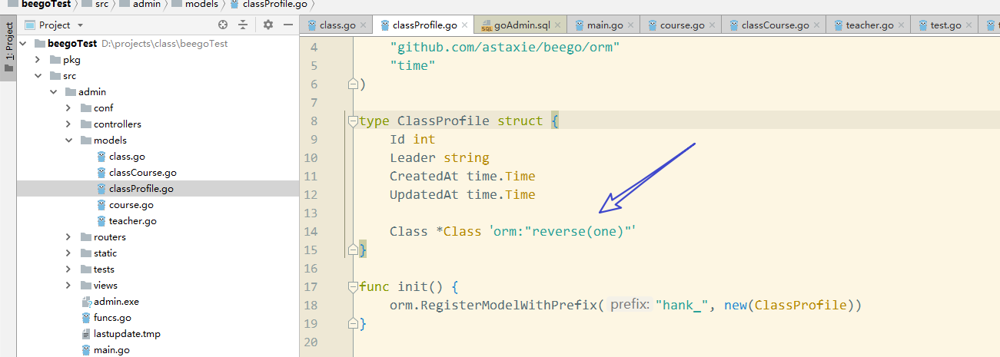 beegoTest src admin models classProfile.go
1: Project
Project
class.go classProfile.go goAdmin.sql main.go course.go classCourse.go teacher.go test.go
beegoTest D:\projects\class\beegoTest
pkg
src
admin
conf
controllers
models
class.go
classCourse.go
classProfile.go
course.go
teacher.go
routers
static
tests
views
admin.exe
funcs.go
lastupdate.tmp
main.go
4 "github.com/astaxie/beego/orm"
5 "time"
6 )
7
8 type ClassProfile struct {
9 Id int
10 Leader string
11 CreatedAt time.Time
12 UpdatedAt time.Time
13
14 Class *Class 'orm:"reverse(one)"'
15 }
16
17 func init() {
18 orm.RegisterModelWithPrefix( prefix: "hank_", new(ClassProfile))
19 }
20